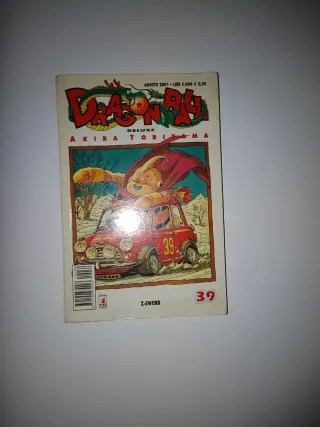 AGOSTO 2001 • LIRE 5.000 € 2,58
DRAGON BALL
DELUXE
AKIRA TORIYAMA
39
Z-SWORD
39